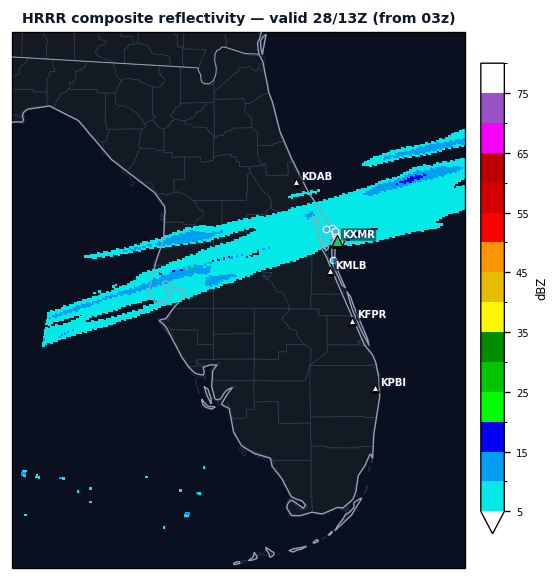 HRRR composite reflectivity — valid 28/13Z (from 03z)
KDAB
KXMR
KMLB
KFPR
KPBI
75
65
55
45
35
25
15
5
dBZ